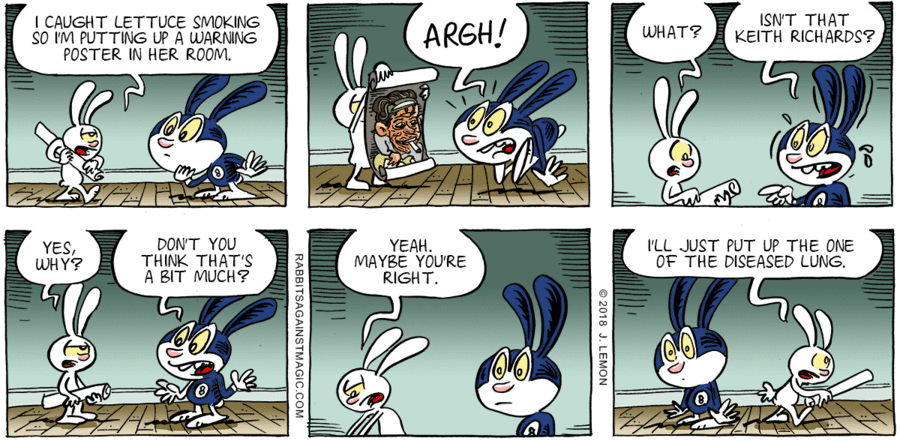 I CAUGHT LETTUCE SMOKING
SO I'M PUTTING UP A WARNING
POSTER IN HER ROOM.
8
ARGH!
WHAT?
ISN'T THAT
KEITH RICHARDS?
8
YES,
WHY?
DON'T YOU
THINK THAT'S
A BIT MUCH?
8
RABBITSAGAINSTMAGIC.COM
YEAH.
MAYBE YOU'RE
RIGHT.
8
© 2018 J. LEMON
I'LL JUST PUT UP THE ONE
OF THE DISEASED LUNG.
8